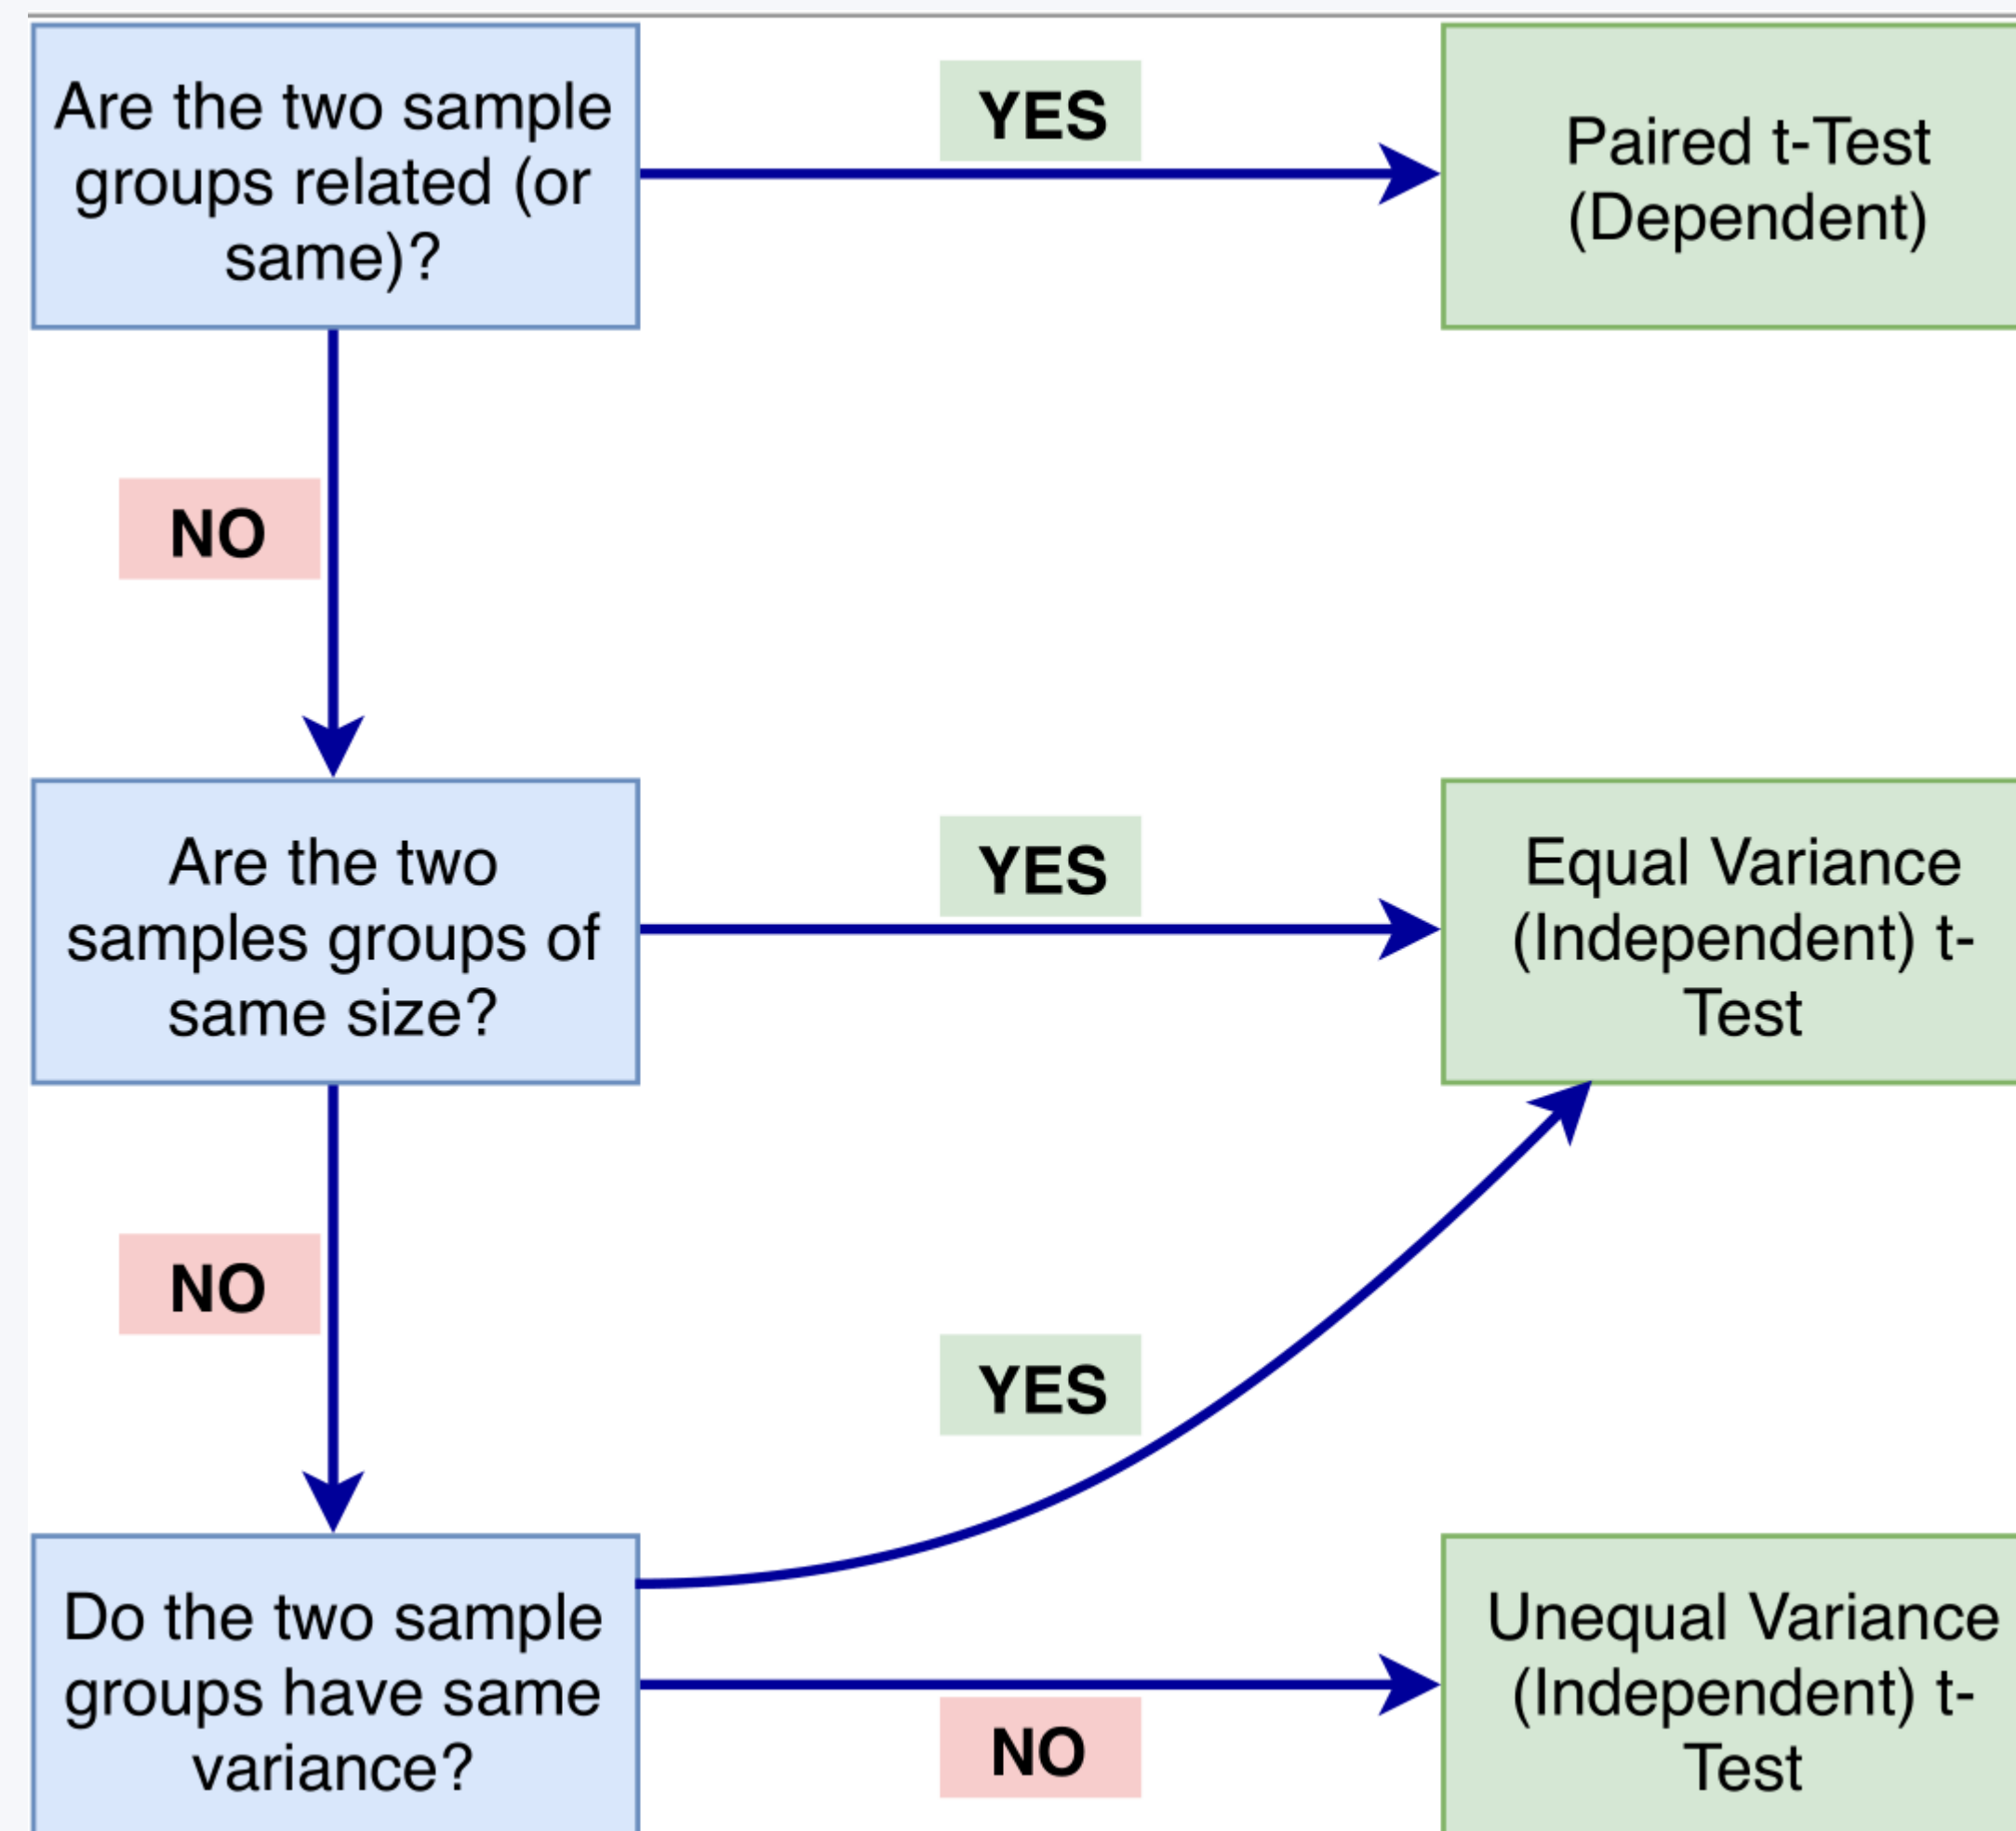 Are the two sample
groups related (or
same)?
YES
Paired t-Test
(Dependent)
NO
Are the two
samples groups of
same size?
YES
Equal Variance
(Independent) t-
Test
NO
YES
Do the two sample
groups have same
variance?
NO
Unequal Variance
(Independent) t-
Test